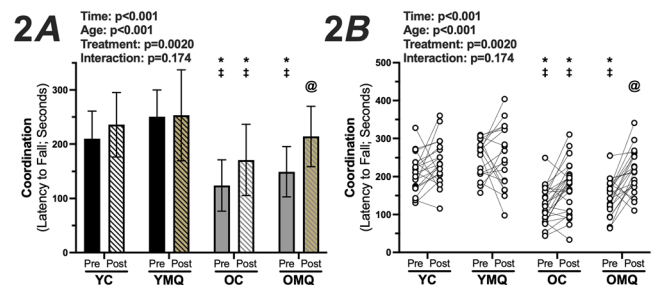 2A
Time: p<0.001
Age: p<0.001
Treatment: p=0.0020
Interaction: p=0.174
Coordination
(Latency to Fall; Seconds)
300
200
100
0
* * *
‡ ‡ ‡
@
Pre Post Pre Post Pre Post Pre Post
YC YMQ OC OMQ
2B
Time: p<0.001
Age: p<0.001
Treatment: p=0.0020
Interaction: p=0.174
Coordination
(Latency to Fall; Seconds)
500
400
300
200
100
0
* * *
‡ ‡ ‡
@
Pre Post Pre Post Pre Post Pre Post
YC YMQ OC OMQ